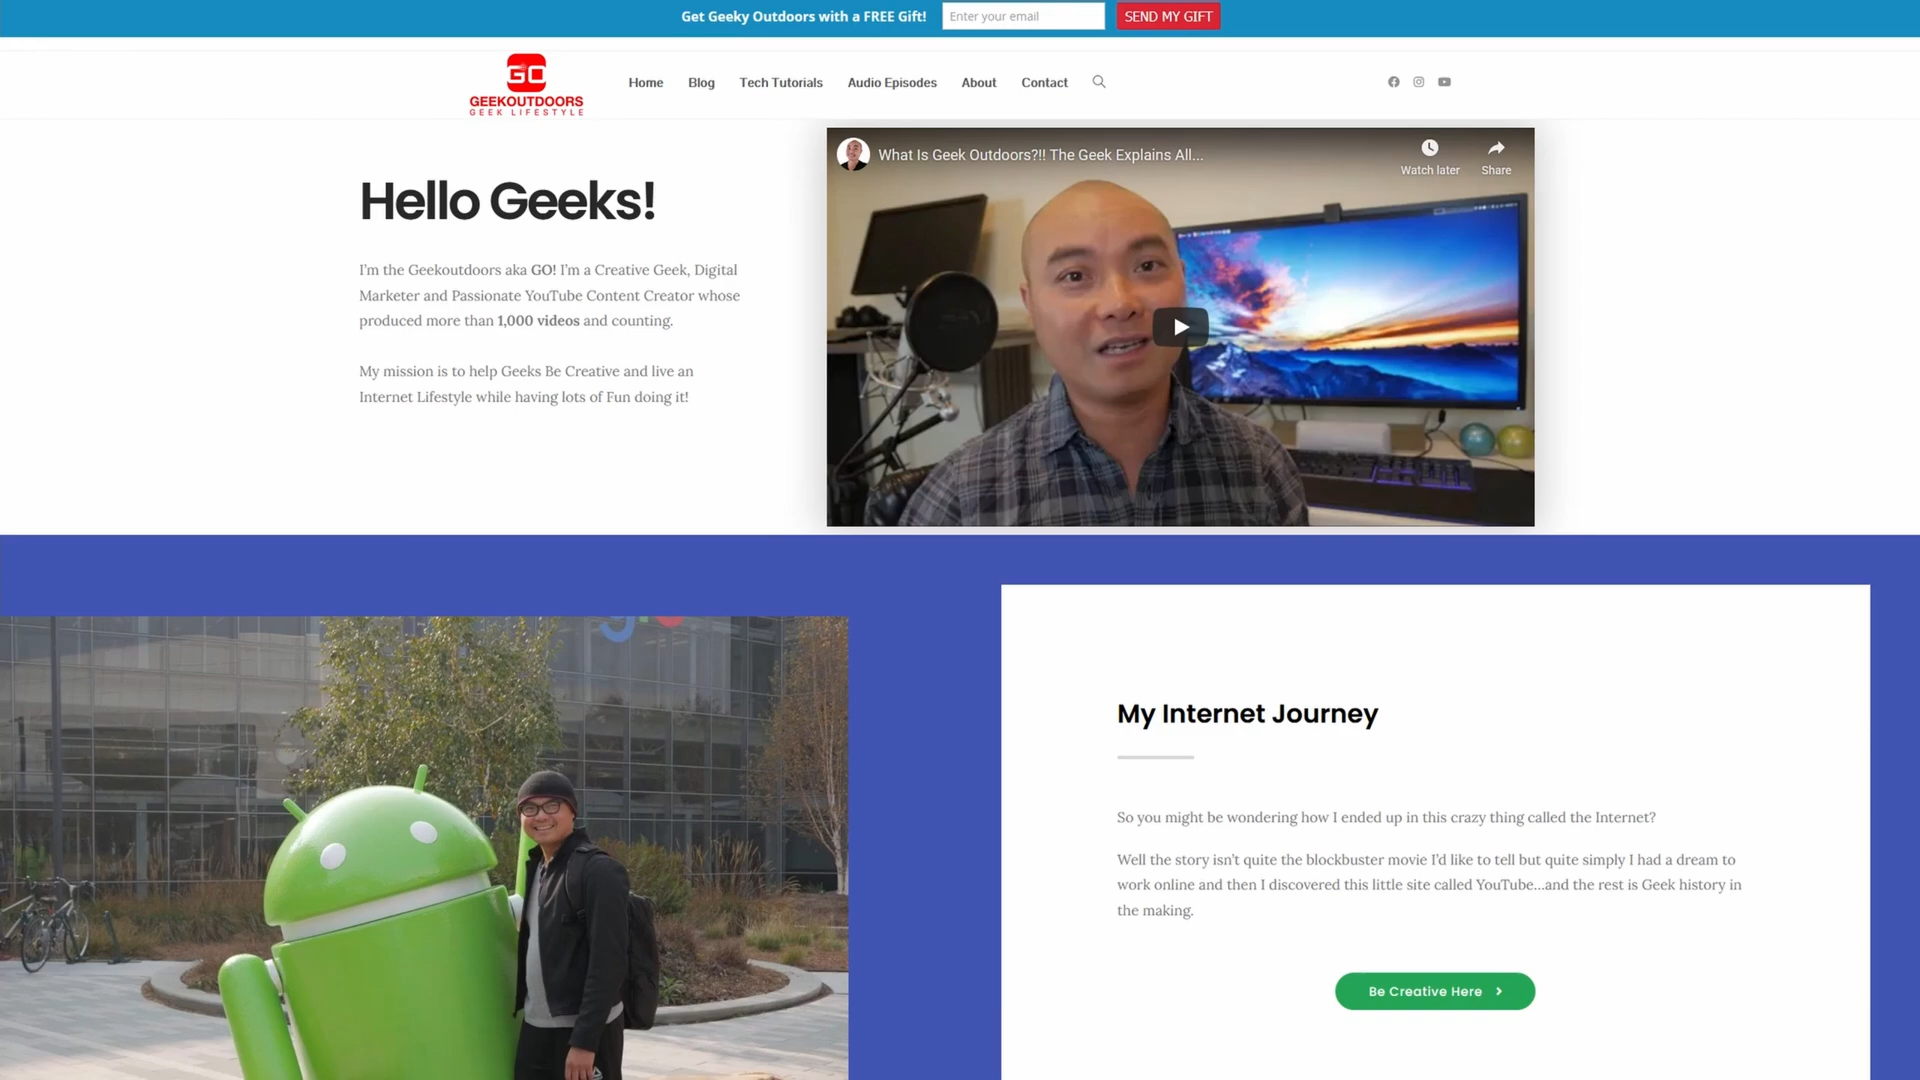 Get Geeky Outdoors with a FREE Gift! Enter your email SEND MY GIFT
GO
GEEKOUTDOORS
GEEK LIFESTYLE
Home Blog Tech Tutorials Audio Episodes About Contact
What Is Geek Outdoors?!! The Geek Explains All...
Watch later Share
Hello Geeks!
I'm the Geekoutdoors aka GO! I'm a Creative Geek, Digital
Marketer and Passionate YouTube Content Creator whose
produced more than 1,000 videos and counting.
My mission is to help Geeks Be Creative and live an
Internet Lifestyle while having lots of Fun doing it!
My Internet Journey
So you might be wondering how I ended up in this crazy thing called the Internet?
Well the story isn't quite the blockbuster movie I'd like to tell but quite simply I had a dream to
work online and then I discovered this little site called YouTube...and the rest is Geek history in
the making.
Be Creative Here